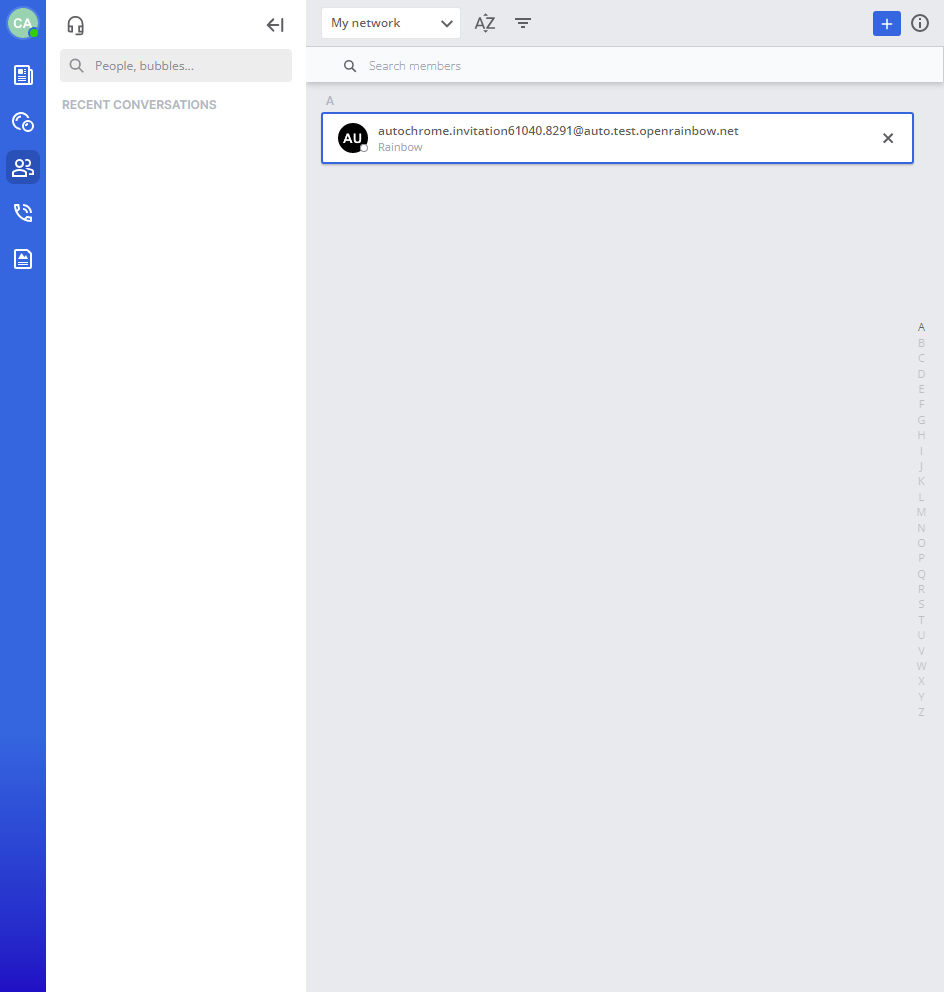 CA
People, bubbles...
RECENT CONVERSATIONS
My network
AZ
Search members
A
AU
autochrome.invitation61040.8291@auto.test.openrainbow.net
Rainbow
A
B
C
D
E
F
G
H
I
J
K
L
M
N
O
P
Q
R
S
T
U
V
W
X
Y
Z